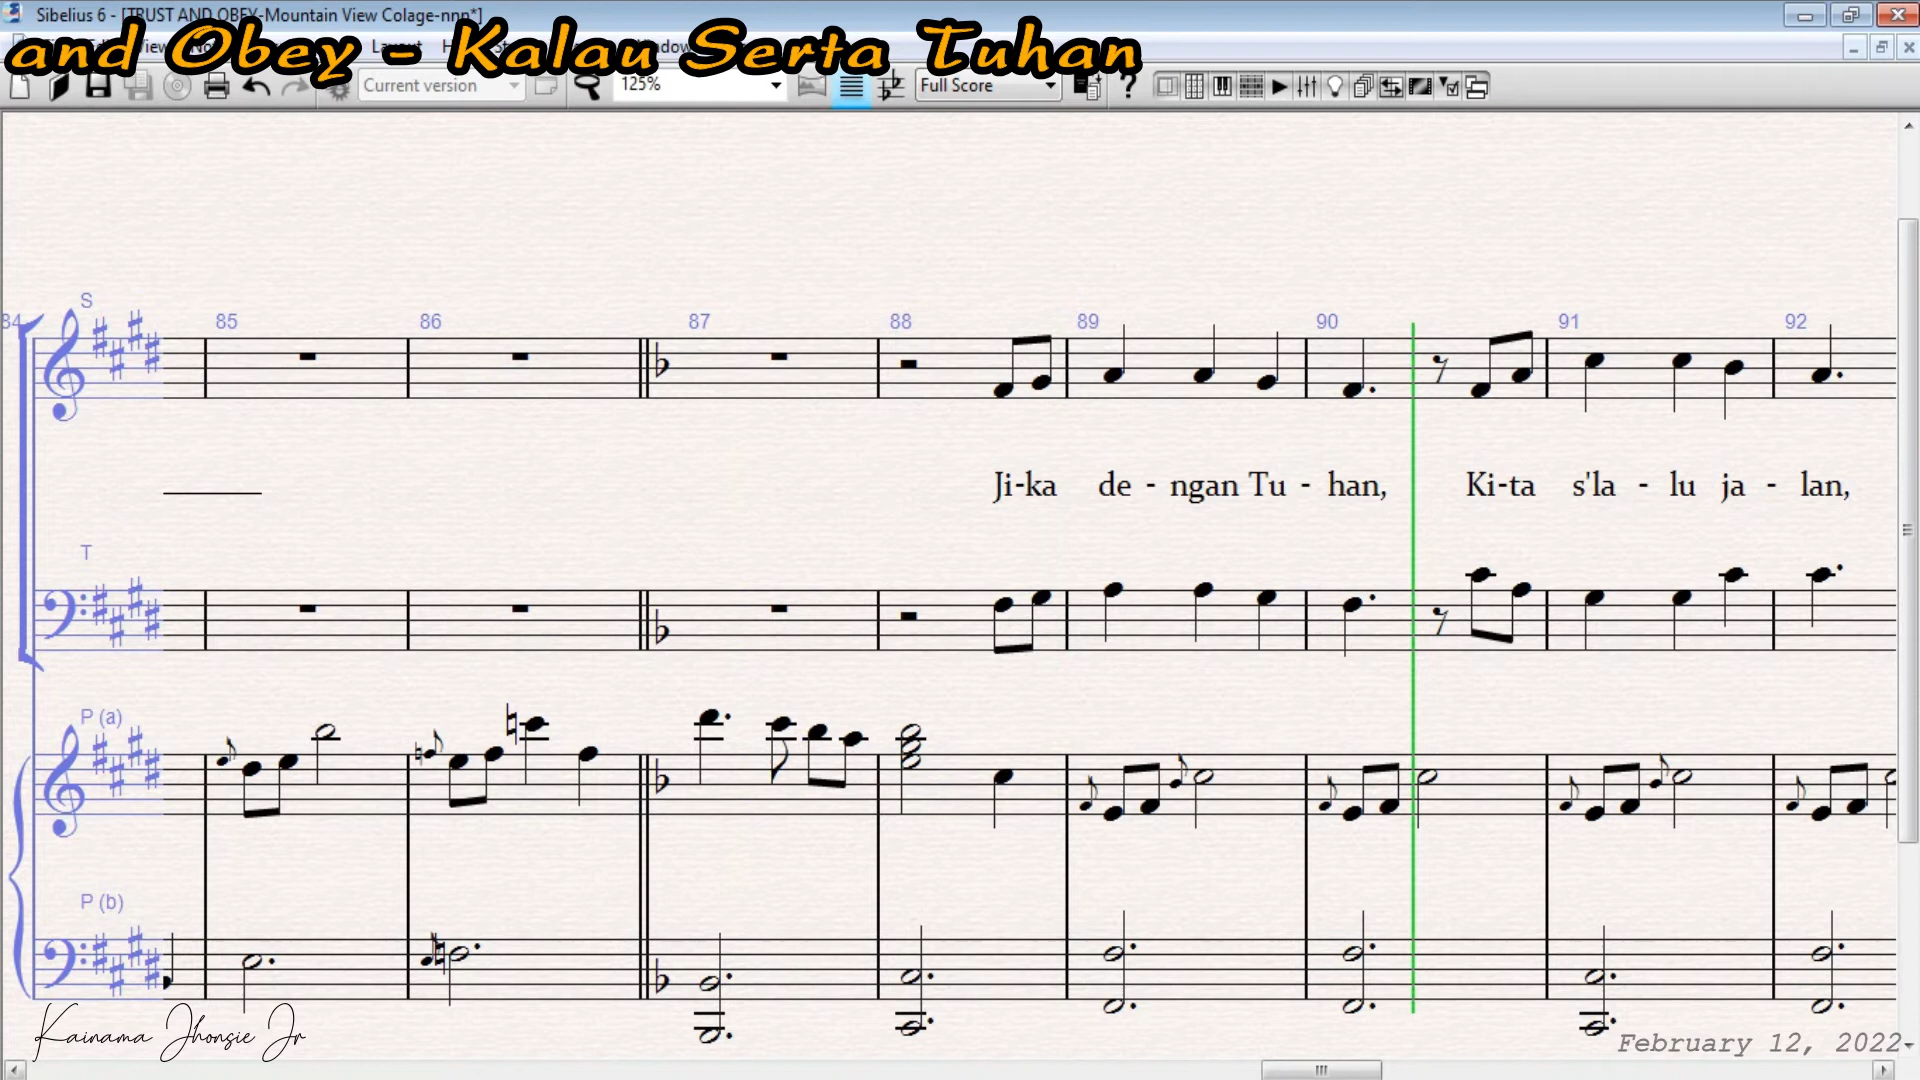 Sibelius 6 - [TRUST AND OBEY-Mountain View Colage-nnn*]
and Obey - Kalau Serta Tuhan
Current version
125%
Full Score
S
84 85 86 87 88 89 90 91 92
Ji-ka de - ngan Tu - han, Ki-ta s'la - lu ja - lan,
T
P (a)
P (b)
Kainama Jhonsie Jr
February 12, 2022